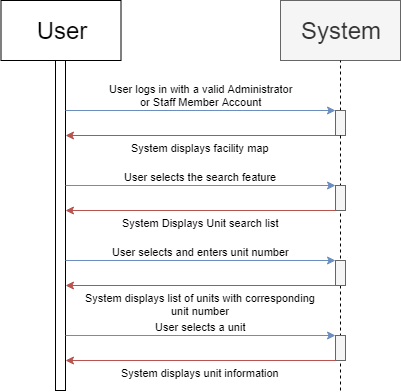 User
System
User logs in with a valid Administrator
or Staff Member Account
System displays facility map
User selects the search feature
System Displays Unit search list
User selects and enters unit number
System displays list of units with corresponding
unit number
User selects a unit
System displays unit information